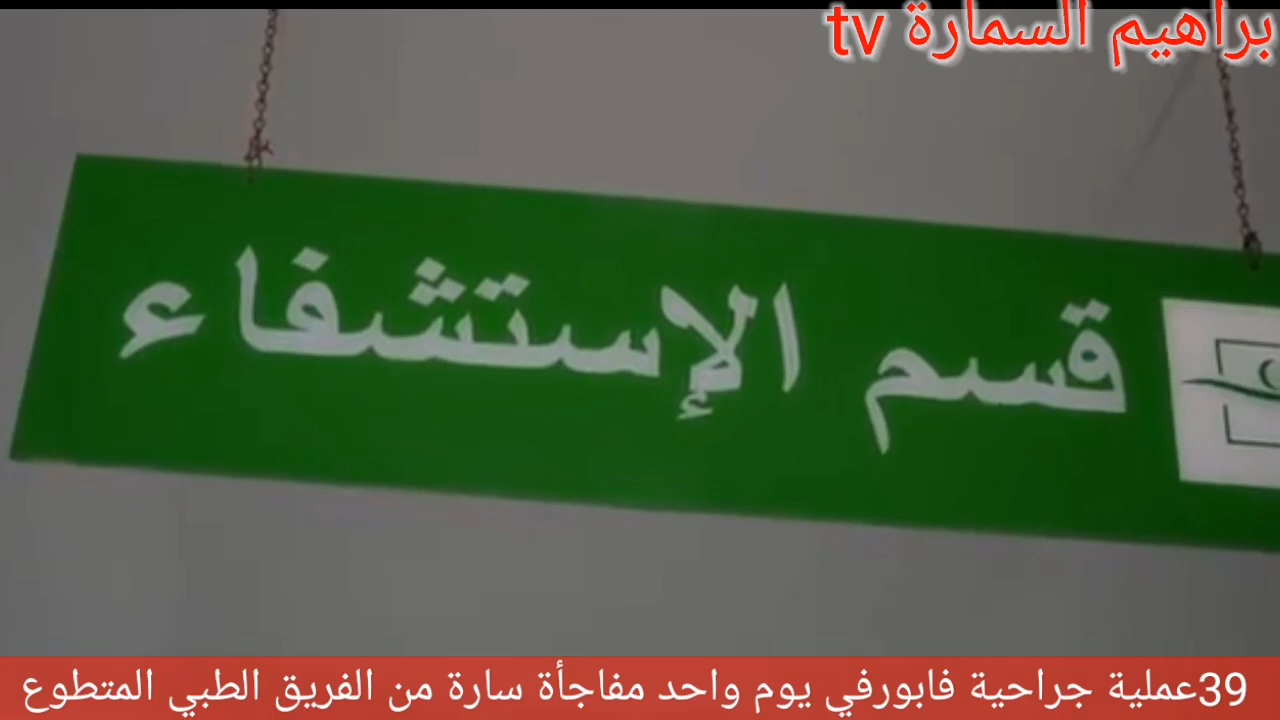 براهيم السمارة tv
قسم الإستشفاء
39عملية جراحية فابورفي يوم واحد مفاجأة سارة من الفريق الطبي المتطوع